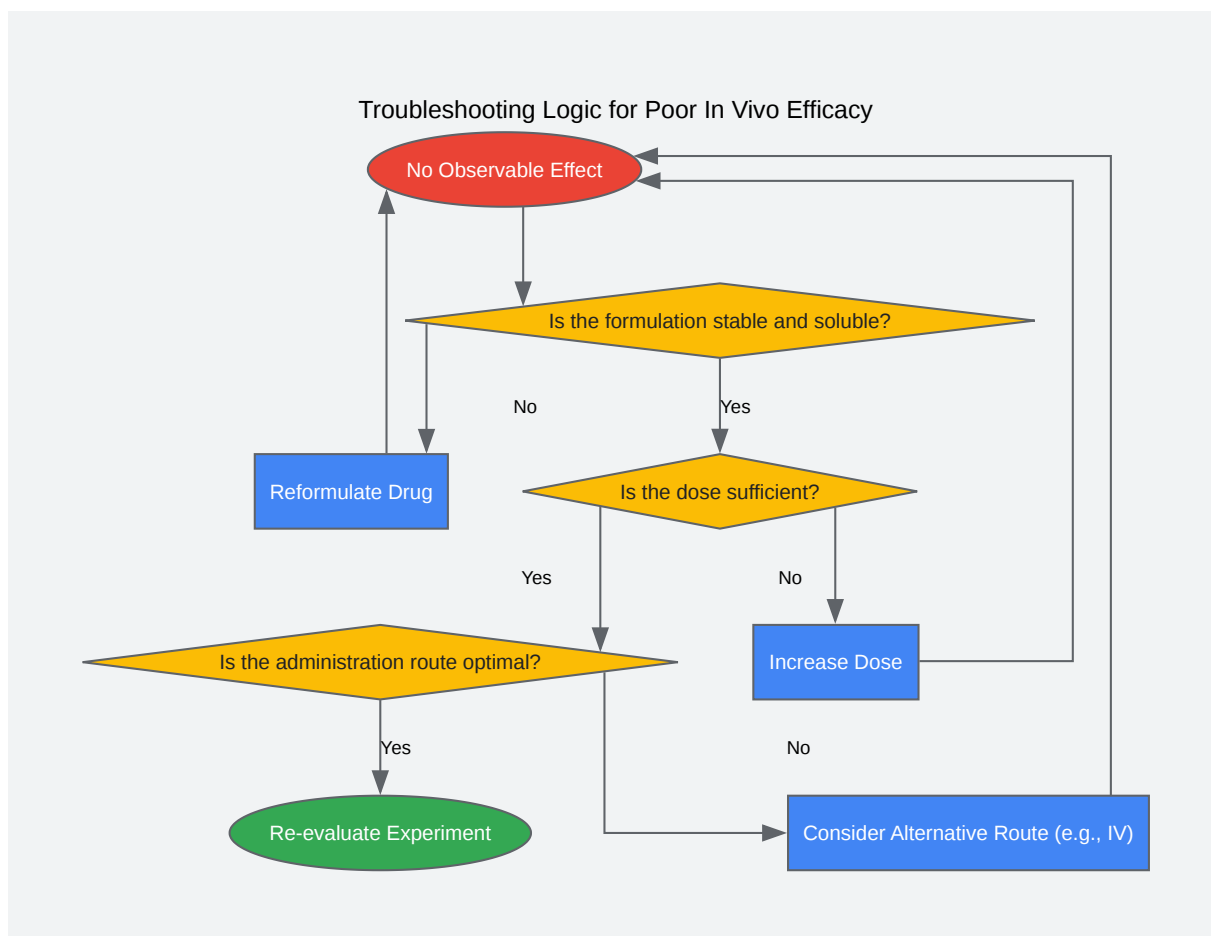 Troubleshooting Logic for Poor In Vivo Efficacy
No Observable Effect
Is the formulation stable and soluble?
No
Yes
Reformulate Drug
Is the dose sufficient?
Yes
No
Is the administration route optimal?
Increase Dose
Yes
No
Re-evaluate Experiment
Consider Alternative Route (e.g., IV)